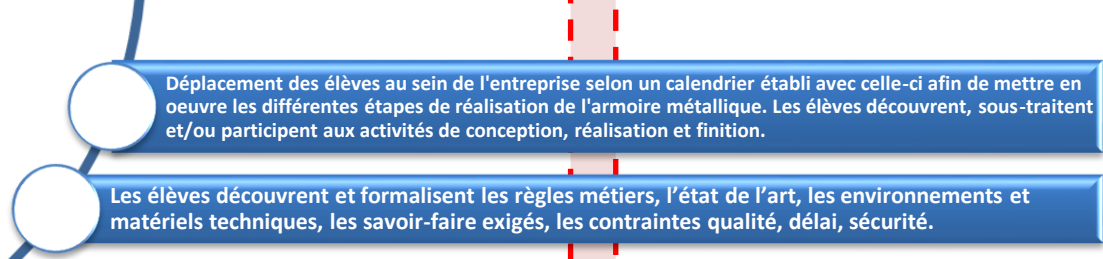 Déplacement des élèves au sein de l'entreprise selon un calendrier établi avec celle-ci afin de mettre en
oeuvre les différentes étapes de réalisation de l'armoire métallique. Les élèves découvrent, sous-traitent
et/ou participent aux activités de conception, réalisation et finition.
Les élèves découvrent et formalisent les règles métiers, l’état de l’art, les environnements et
matériels techniques, les savoir-faire exigés, les contraintes qualité, délai, sécurité.